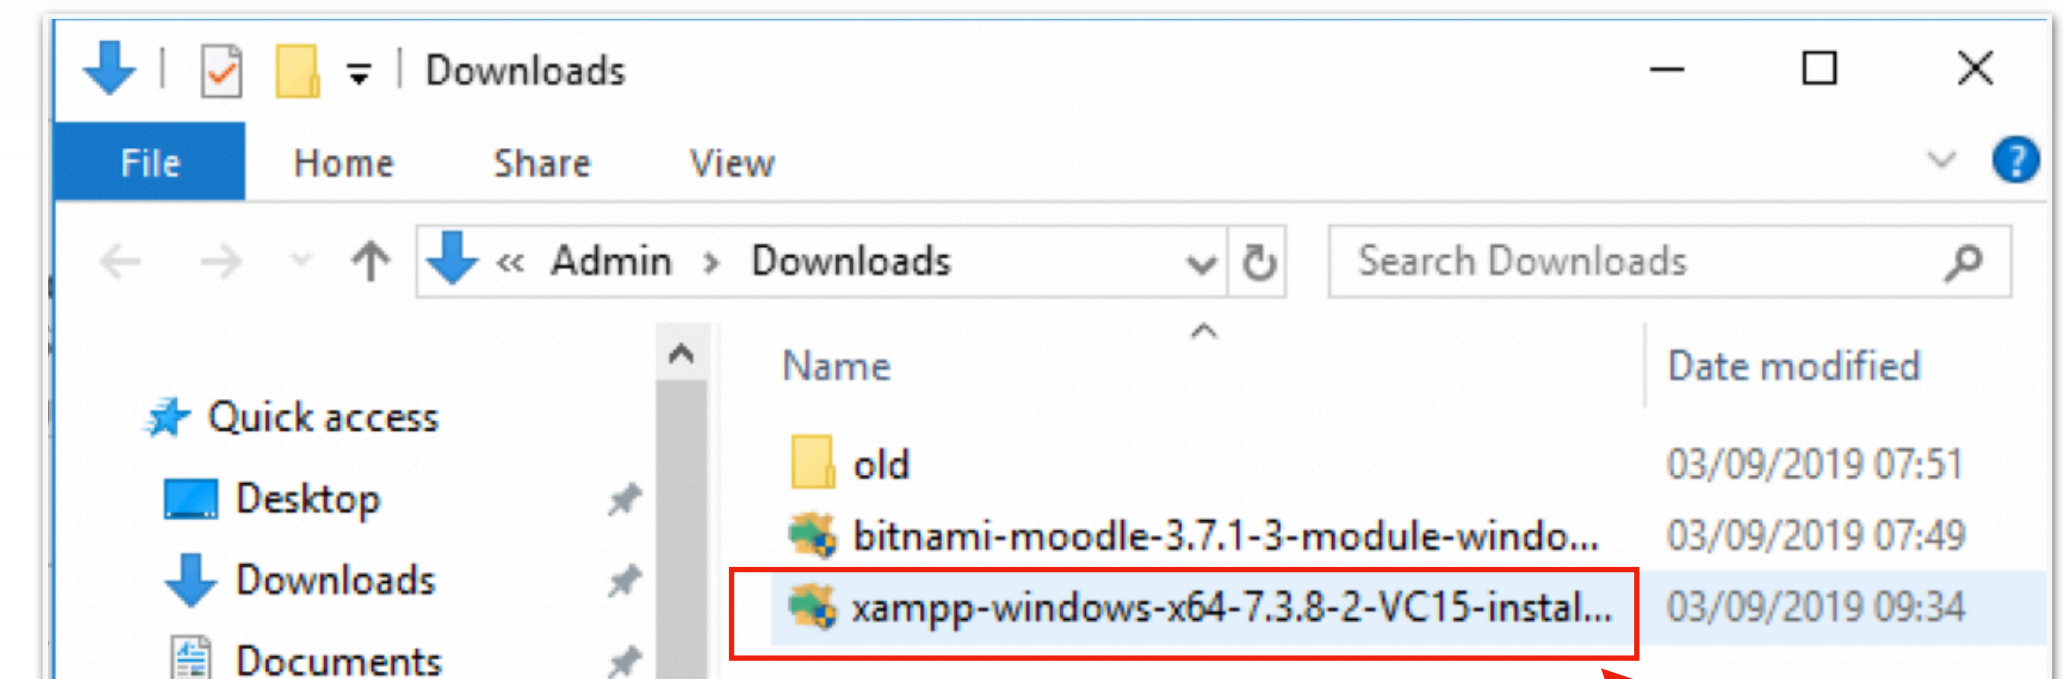 Downloads
File Home Share View
« Admin > Downloads Search Downloads
Name Date modified
Quick access
old 03/09/2019 07:51
Desktop
bitnami-moodle-3.7.1-3-module-windo... 03/09/2019 07:49
Downloads
xampp-windows-x64-7.3.8-2-VC15-instal... 03/09/2019 09:34
Documents